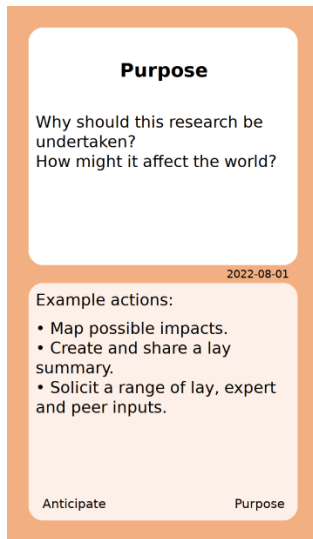 Purpose
Why should this research be
undertaken?
How might it affect the world?
2022-08-01
Example actions:
• Map possible impacts.
• Create and share a lay
summary.
• Solicit a range of lay, expert
and peer inputs.
Anticipate Purpose